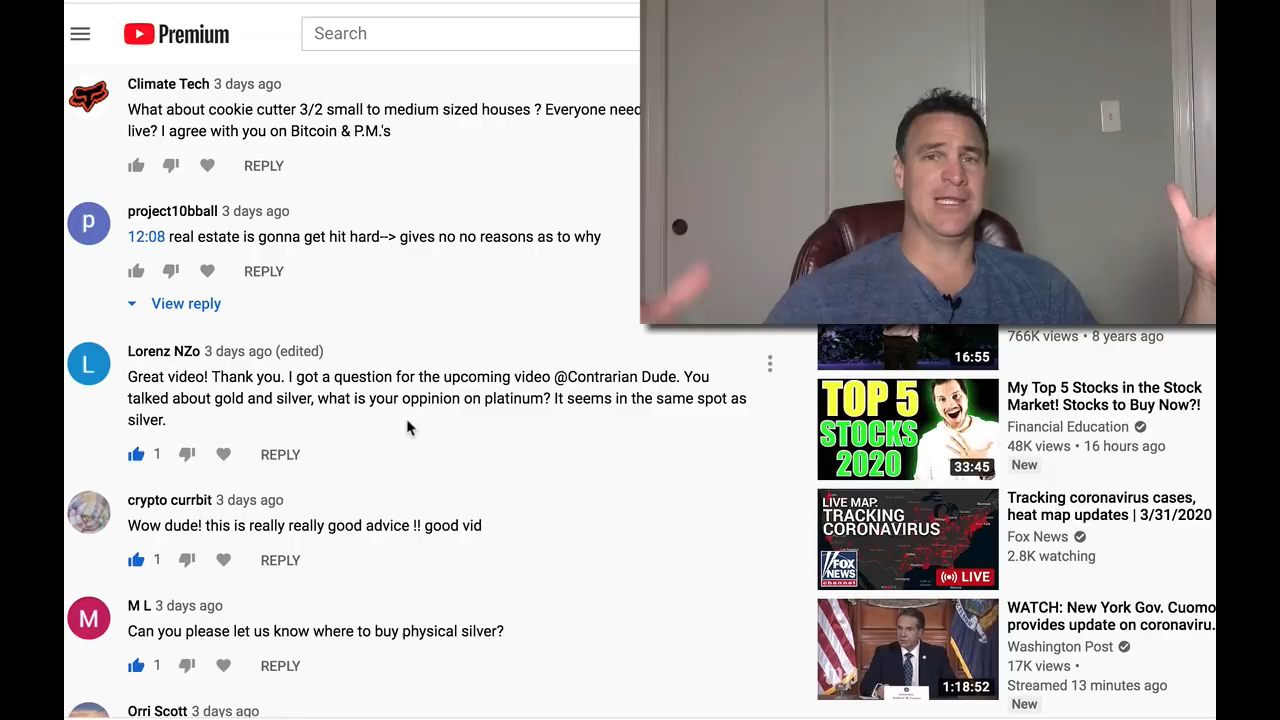 Premium
Search
Climate Tech 3 days ago
What about cookie cutter 3/2 small to medium sized houses ? Everyone need
live? I agree with you on Bitcoin & P.M.'s
REPLY
p
project10bball 3 days ago
12:08 real estate is gonna get hit hard--> gives no no reasons as to why
REPLY
View reply
L
Lorenz NZo 3 days ago (edited)
Great video! Thank you. I got a question for the upcoming video @Contrarian Dude. You
talked about gold and silver, what is your oppinion on platinum? It seems in the same spot as
silver.
1 REPLY
crypto currbit 3 days ago
Wow dude! this is really really good advice !! good vid
1 REPLY
M
M L 3 days ago
Can you please let us know where to buy physical silver?
1 REPLY
Orri Scott 3 days ago
766K views • 8 years ago
16:55
TOP 5
STOCKS
2020
33:45
My Top 5 Stocks in the Stock
Market! Stocks to Buy Now?!
Financial Education
48K views • 16 hours ago
New
LIVE MAP:
TRACKING
CORONAVIRUS
FOX
NEWS
channel
LIVE
Tracking coronavirus cases,
heat map updates | 3/31/2020
Fox News
2.8K watching
1:18:52
WATCH: New York Gov. Cuomo
provides update on coronaviru.
Washington Post
17K views •
Streamed 13 minutes ago
New